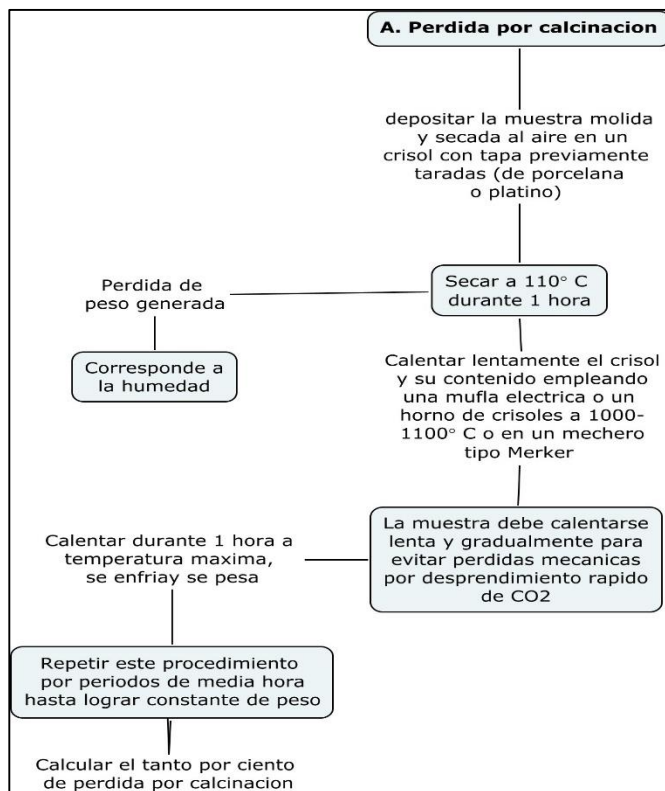 A. Perdida por calcinacion
depositar la muestra molida
y secada al aire en un
crisol con tapa previamente
taradas (de porcelana
o platino)
Secar a 110° C
durante 1 hora
Perdida de
peso generada
Corresponde a
la humedad
Calentar lentamente el crisol
y su contenido empleando
una mufla electrica o un
horno de crisoles a 1000-
1100° C o en un mechero
tipo Merker
La muestra debe calentarse
lenta y gradualmente para
evitar perdidas mecanicas
por desprendimiento rapido
de CO2
Calentar durante 1 hora a
temperatura maxima,
se enfriay se pesa
Repetir este procedimiento
por periodos de media hora
hasta lograr constante de peso
Calcular el tanto por ciento
de perdida por calcinacion